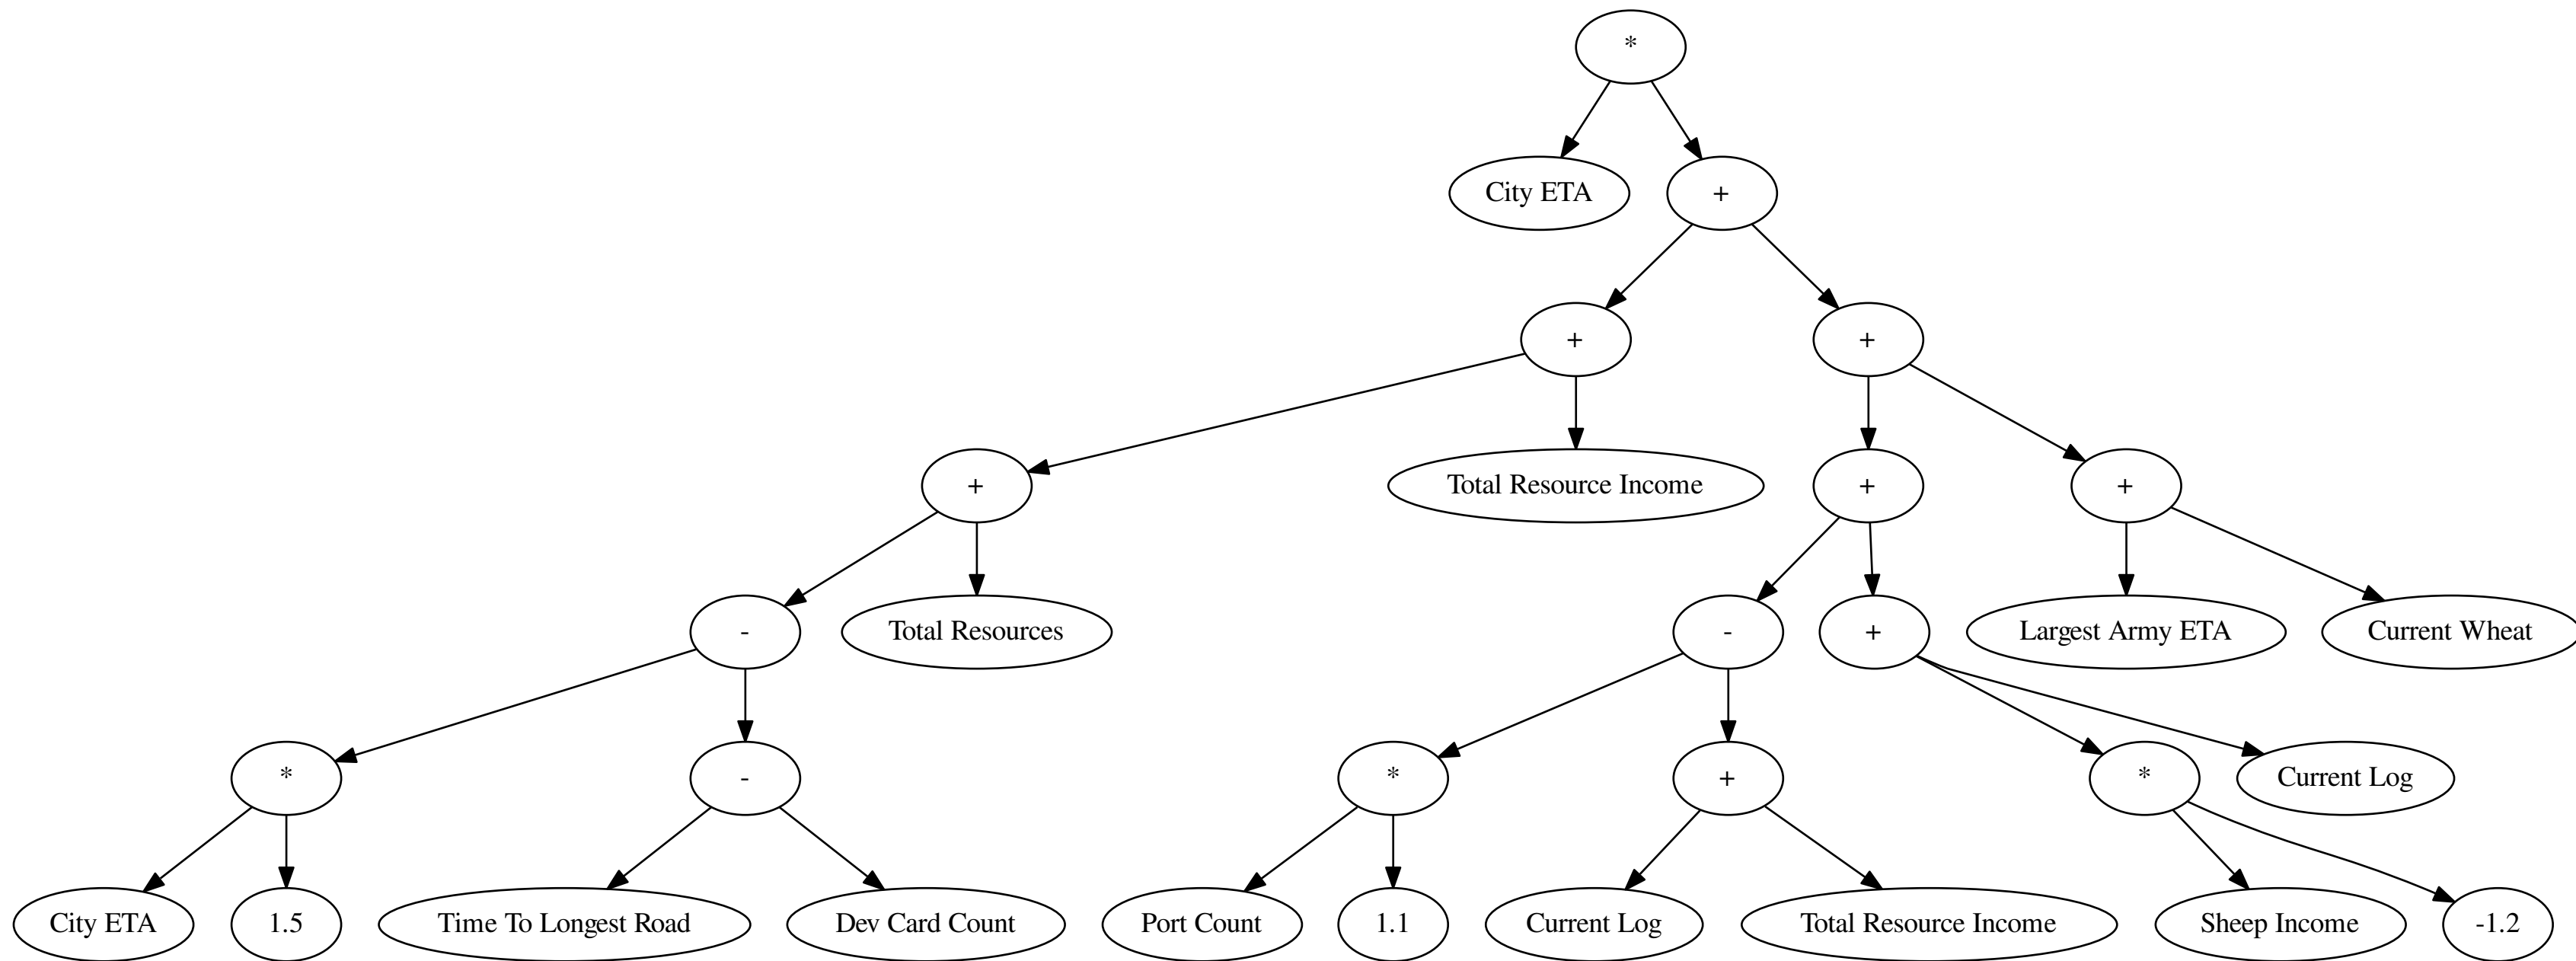 *
City ETA
+
+
+
+
Total Resource Income
+
+
-
Total Resources
-
+
Largest Army ETA
Current Wheat
*
-
*
+
*
Current Log
City ETA
1.5
Time To Longest Road
Dev Card Count
Port Count
1.1
Current Log
Total Resource Income
Sheep Income
-1.2